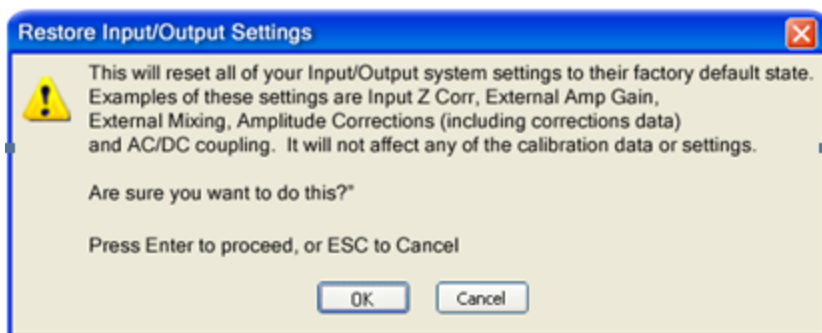 Restore Input/Output Settings
This will reset all of your Input/Output system settings to their factory default state.
Examples of these settings are Input Z Corr, External Amp Gain,
External Mixing, Amplitude Corrections (including corrections data)
and AC/DC coupling.  It will not affect any of the calibration data or settings.
Are sure you want to do this?"
Press Enter to proceed, or ESC to Cancel
OK
Cancel